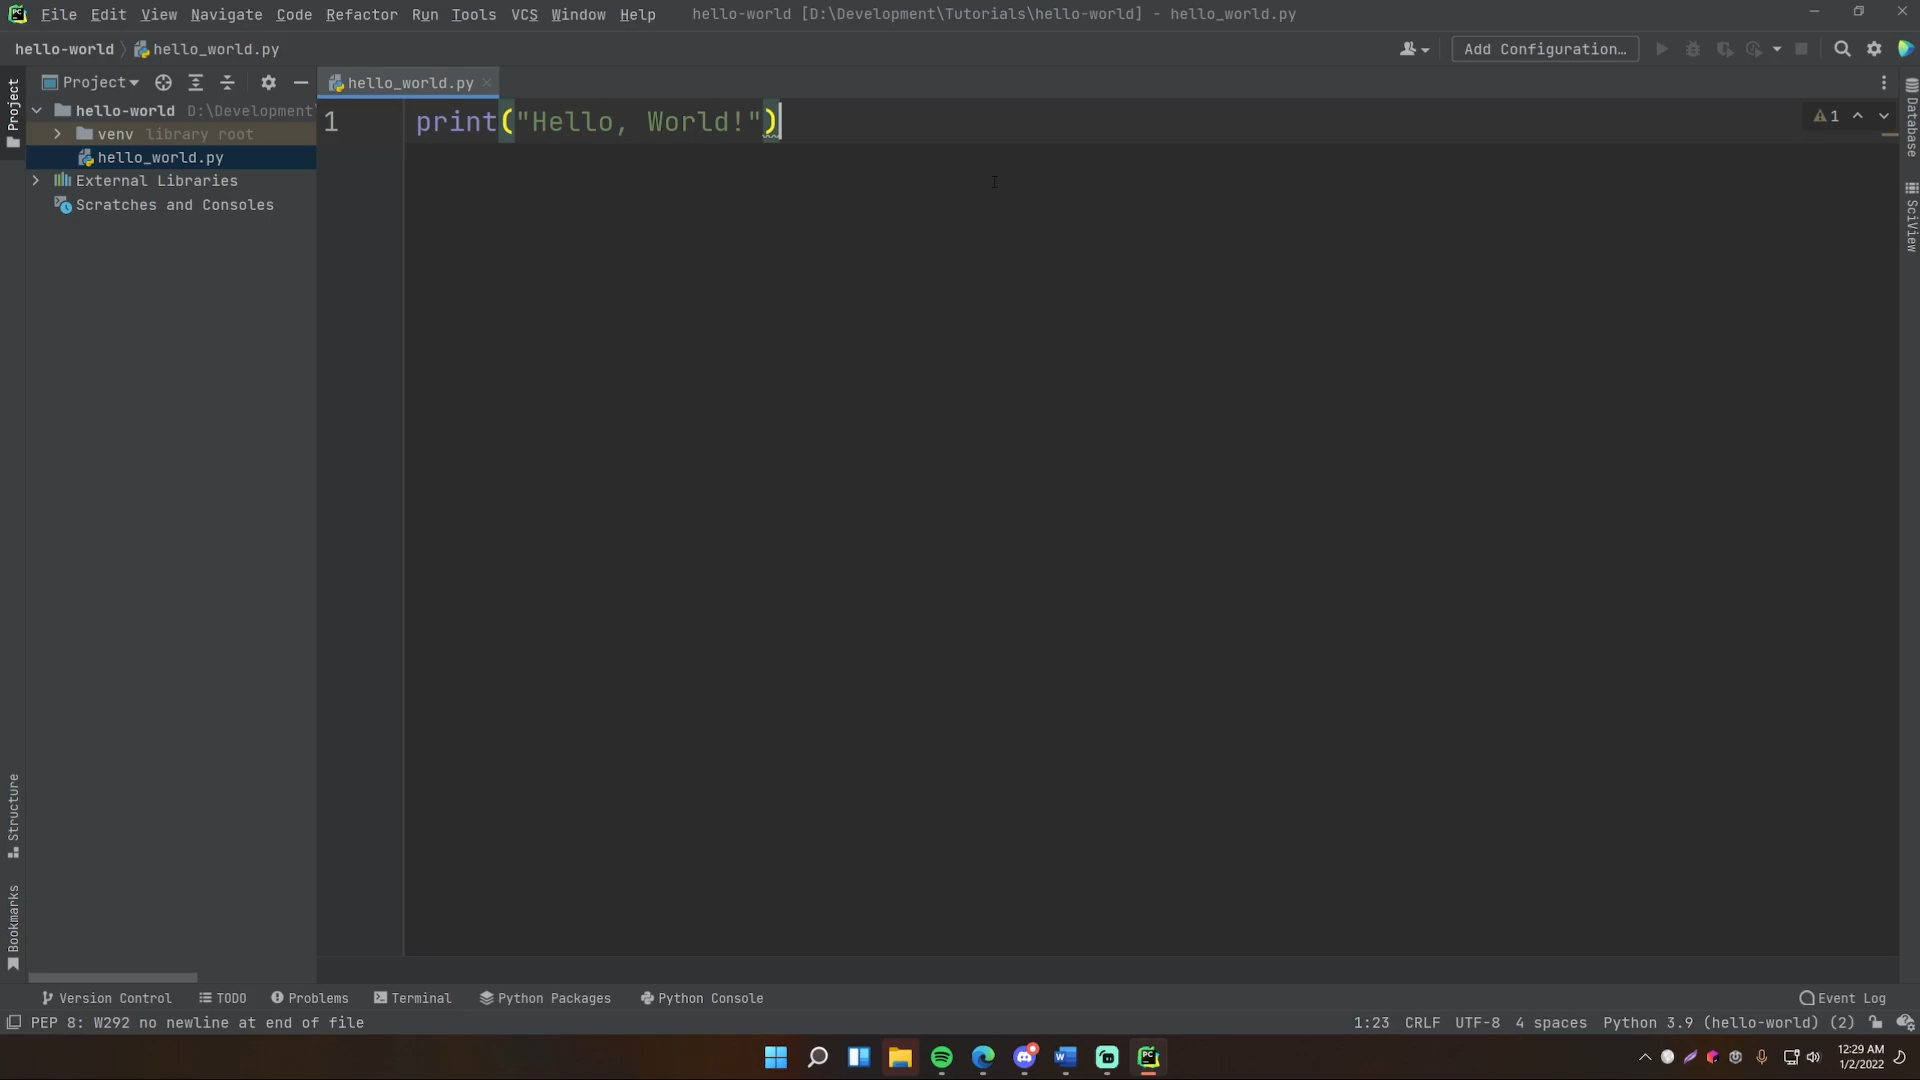 File Edit View Navigate Code Refactor Run Tools VCS Window Help hello-world [D:\Development\Tutorials\hello-world] - hello_world.py
hello-world hello_world.py Add Configuration...
Project hello_world.py
hello-world D:\Development
venv library root
hello_world.py
External Libraries
Scratches and Consoles
1 print("Hello, World!")
1
Project
Structure
Bookmarks
Database
SciView
Version Control TODO Problems Terminal Python Packages Python Console Event Log
PEP 8: W292 no newline at end of file 1:23 CRLF UTF-8 4 spaces Python 3.9 (hello-world) (2)
12:29 AM
1/2/2022